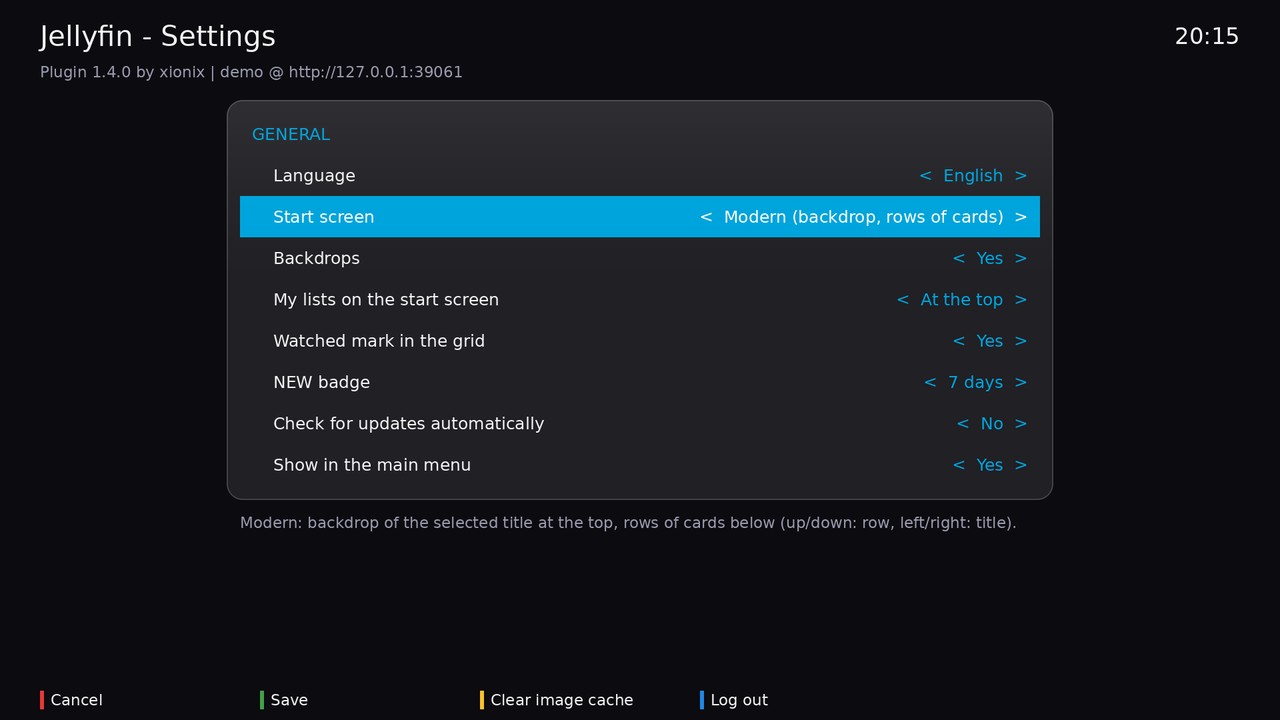 Jellyfin - Settings
20:15
Plugin 1.4.0 by xionix | demo @ http://127.0.0.1:39061
GENERAL
Language < English >
Start screen < Modern (backdrop, rows of cards) >
Backdrops < Yes >
My lists on the start screen < At the top >
Watched mark in the grid < Yes >
NEW badge < 7 days >
Check for updates automatically < No >
Show in the main menu < Yes >
Modern: backdrop of the selected title at the top, rows of cards below (up/down: row, left/right: title).
Cancel Save Clear image cache Log out